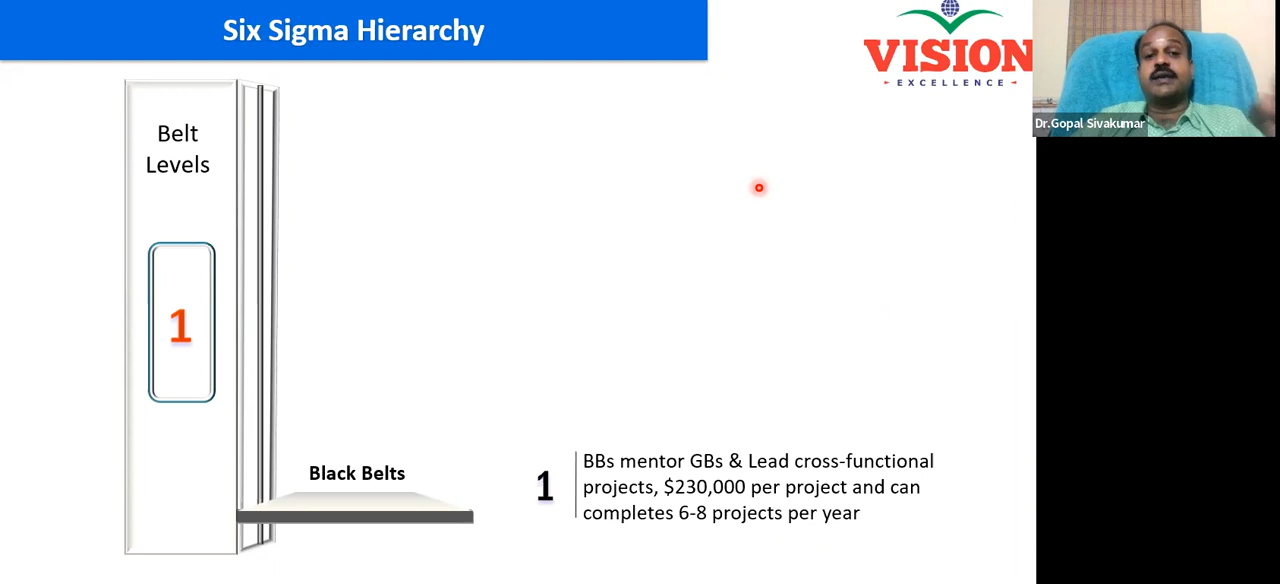 Six Sigma Hierarchy
VISION
EXCELLENCE
Dr.Gopal Sivakumar
Belt
Levels
1
Black Belts
1
BBs mentor GBs & Lead cross-functional
projects, $230,000 per project and can
completes 6-8 projects per year